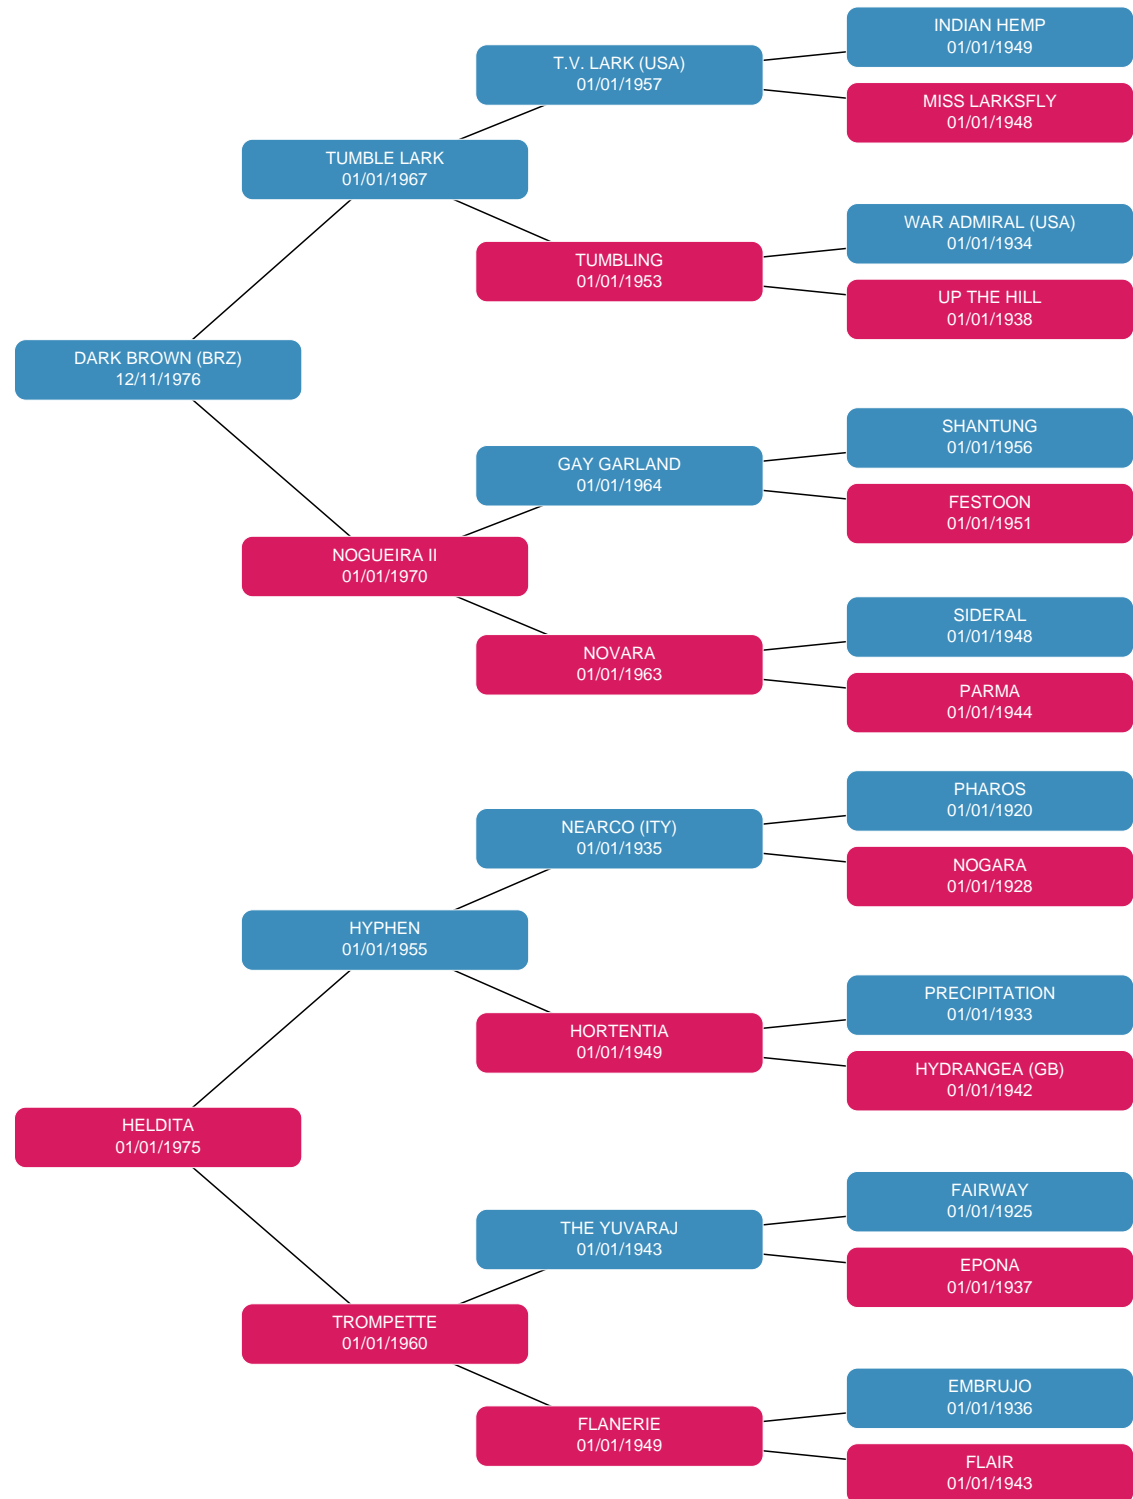 INDIAN HEMP
01/01/1949
T.V. LARK (USA)
01/01/1957
MISS LARKSFLY
01/01/1948
TUMBLE LARK
01/01/1967
WAR ADMIRAL (USA)
01/01/1934
TUMBLING
01/01/1953
UP THE HILL
01/01/1938
DARK BROWN (BRZ)
12/11/1976
SHANTUNG
01/01/1956
GAY GARLAND
01/01/1964
FESTOON
01/01/1951
NOGUEIRA II
01/01/1970
SIDERAL
01/01/1948
NOVARA
01/01/1963
PARMA
01/01/1944
PHAROS
01/01/1920
NEARCO (ITY)
01/01/1935
NOGARA
01/01/1928
HYPHEN
01/01/1955
PRECIPITATION
01/01/1933
HORTENTIA
01/01/1949
HYDRANGEA (GB)
01/01/1942
HELDITA
01/01/1975
FAIRWAY
01/01/1925
THE YUVARAJ
01/01/1943
EPONA
01/01/1937
TROMPETTE
01/01/1960
EMBRUJO
01/01/1936
FLANERIE
01/01/1949
FLAIR
01/01/1943